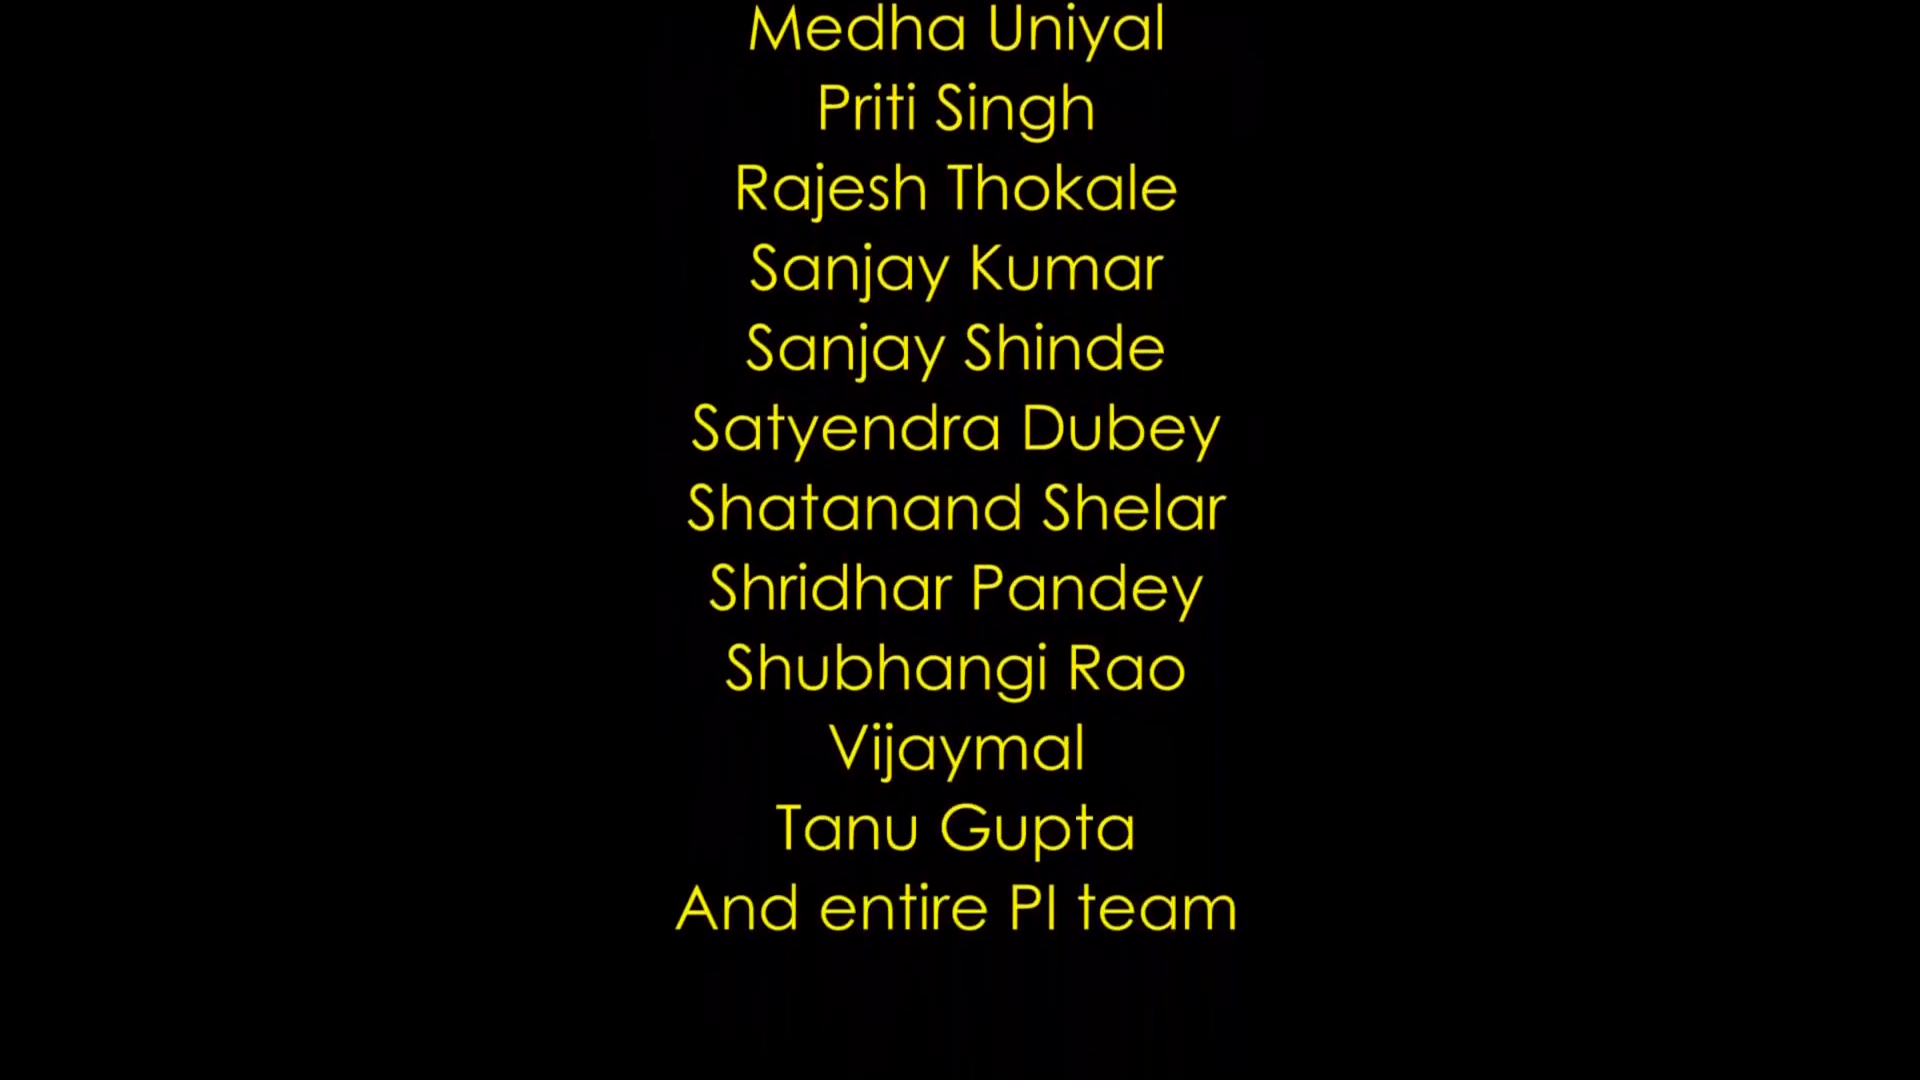 Medha Uniyal
Priti Singh
Rajesh Thokale
Sanjay Kumar
Sanjay Shinde
Satyendra Dubey
Shatanand Shelar
Shridhar Pandey
Shubhangi Rao
Vijaymal
Tanu Gupta
And entire PI team